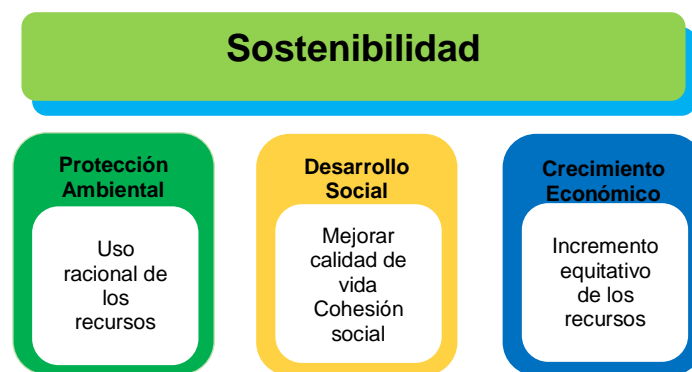 Sostenibilidad
Protección
Ambiental
Uso
racional de
los
recursos
Desarrollo
Social
Mejorar
calidad de
vida
Cohesión
social
Crecimiento
Económico
Incremento
equitativo
de los
recursos